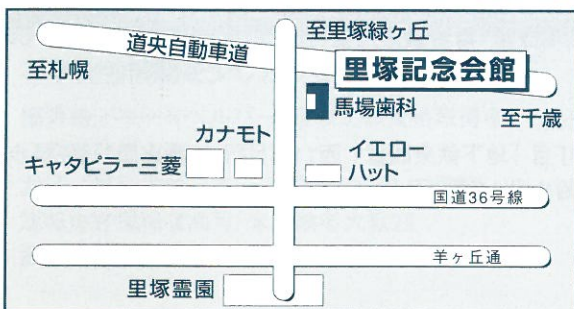 至里塚緑ヶ丘
道央自動車道
至札幌
里塚記念会館
馬場歯科
至千歳
カナモト
イエロー
ハット
キャタピラー三菱
国道36号線
羊ヶ丘通
里塚霊園